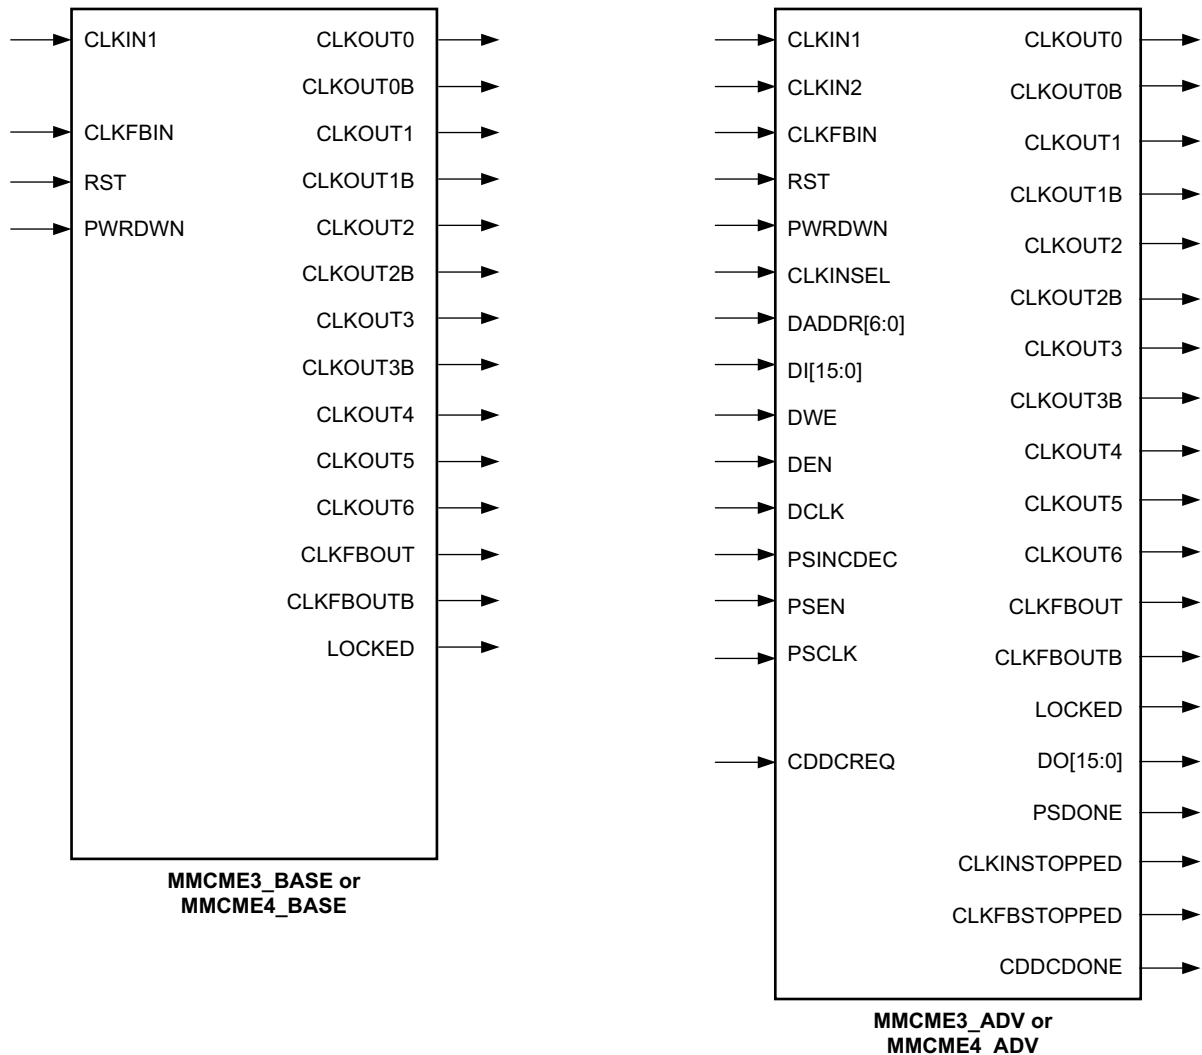 CLKIN1
CLKFBIN
RST
PWRDWN
CLKOUT0
CLKOUT0B
CLKOUT1
CLKOUT1B
CLKOUT2
CLKOUT2B
CLKOUT3
CLKOUT3B
CLKOUT4
CLKOUT5
CLKOUT6
CLKFBOUT
CLKFBOUTB
LOCKED
MMCME3_BASE or
MMCME4_BASE
CLKIN1
CLKIN2
CLKFBIN
RST
PWRDWN
CLKINSEL
DADDR[6:0]
DI[15:0]
DWE
DEN
DCLK
PSINCDEC
PSEN
PSCLK
CDDCREQ
CLKOUT0
CLKOUT0B
CLKOUT1
CLKOUT1B
CLKOUT2
CLKOUT2B
CLKOUT3
CLKOUT3B
CLKOUT4
CLKOUT5
CLKOUT6
CLKFBOUT
CLKFBOUTB
LOCKED
DO[15:0]
PSDONE
CLKINSTOPPED
CLKFBSTOPPED
CDDCDONE
MMCME3_ADV or
MMCME4_ADV